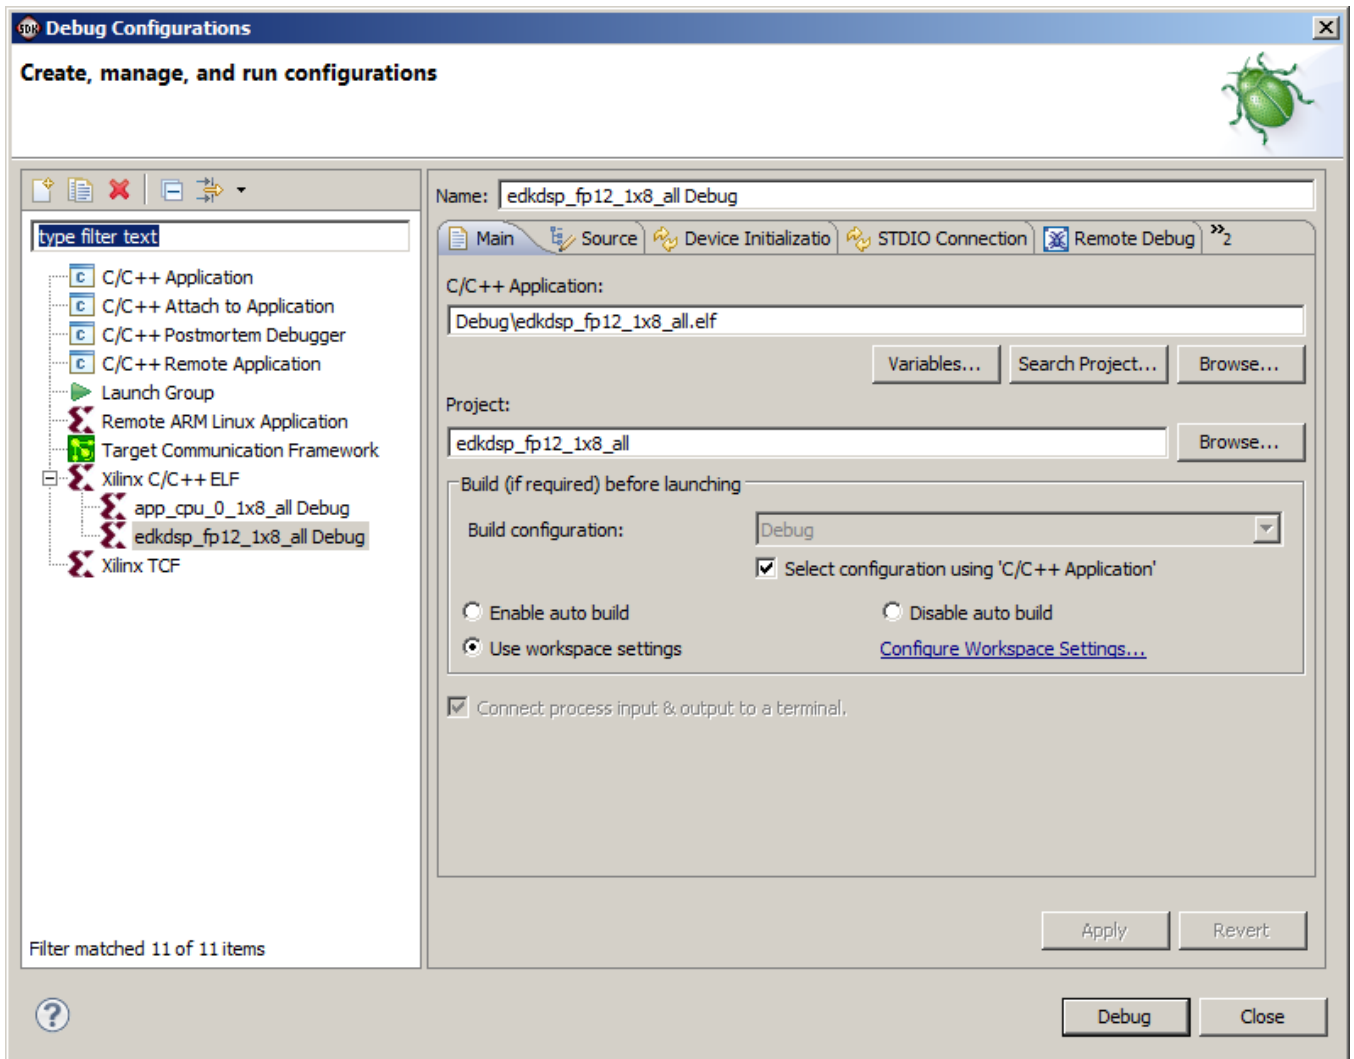 Debug Configurations
Create, manage, and run configurations
type filter text
C/C++ Application
C/C++ Attach to Application
C/C++ Postmortem Debugger
C/C++ Remote Application
Launch Group
Remote ARM Linux Application
Target Communication Framework
Xilinx C/C++ ELF
app_cpu_0_1x8_all Debug
edkdsp_fp12_1x8_all Debug
Xilinx TCF
Filter matched 11 of 11 items
Name: edkdsp_fp12_1x8_all Debug
Main Source Device Initializatio STDIO Connection Remote Debug »2
C/C++ Application:
Debug\edkdsp_fp12_1x8_all.elf
Variables... Search Project... Browse...
Project:
edkdsp_fp12_1x8_all Browse...
Build (if required) before launching
Build configuration: Debug
Select configuration using 'C/C++ Application'
Enable auto build Disable auto build
Use workspace settings Configure Workspace Settings...
Connect process input & output to a terminal.
Apply Revert
Debug Close